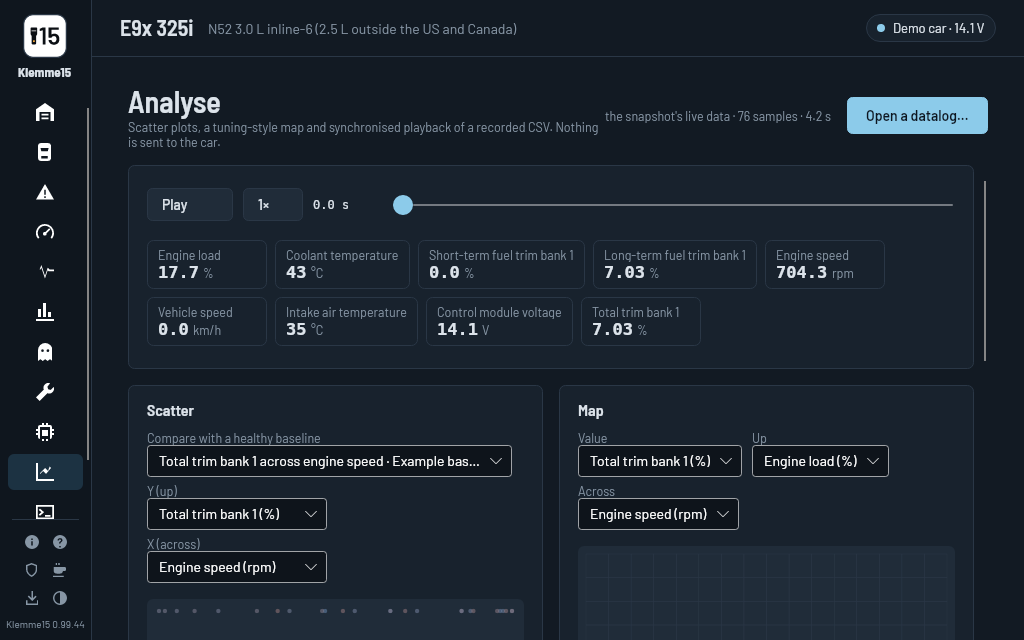 15
Klemme15
E9x 325i
N52 3.0 L inline-6 (2.5 L outside the US and Canada)
Demo car · 14.1 V
Analyse
Scatter plots, a tuning-style map and synchronised playback of a recorded CSV. Nothing
is sent to the car.
the snapshot's live data · 76 samples · 4.2 s
Open a datalog...
Play
1×
0.0 s
Engine load
17.7 %
Coolant temperature
43 °C
Short-term fuel trim bank 1
0.0 %
Long-term fuel trim bank 1
7.03 %
Engine speed
704.3 rpm
Vehicle speed
0.0 km/h
Intake air temperature
35 °C
Control module voltage
14.1 V
Total trim bank 1
7.03 %
Scatter
Compare with a healthy baseline
Total trim bank 1 across engine speed · Example bas...
Y (up)
Total trim bank 1 (%)
X (across)
Engine speed (rpm)
Map
Value
Total trim bank 1 (%)
Up
Engine load (%)
Across
Engine speed (rpm)
Klemme15 0.99.44